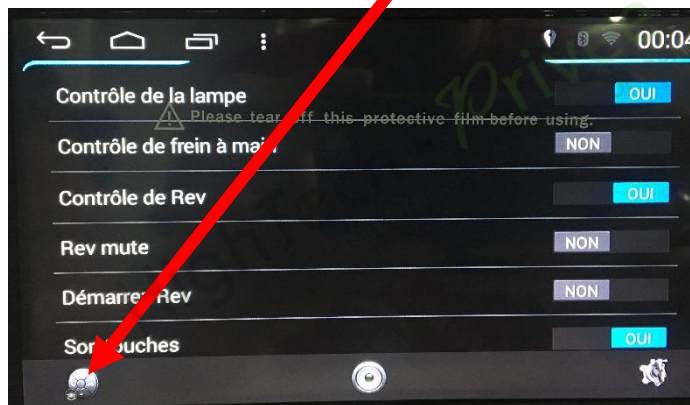 00:04
Contrôle de la lampe OUI
Please tear off this protective film before using.
Contrôle de frein à main NON
Contrôle de Rev OUI
Rev mute NON
Démarrer Rev NON
Son touches OUI
Private